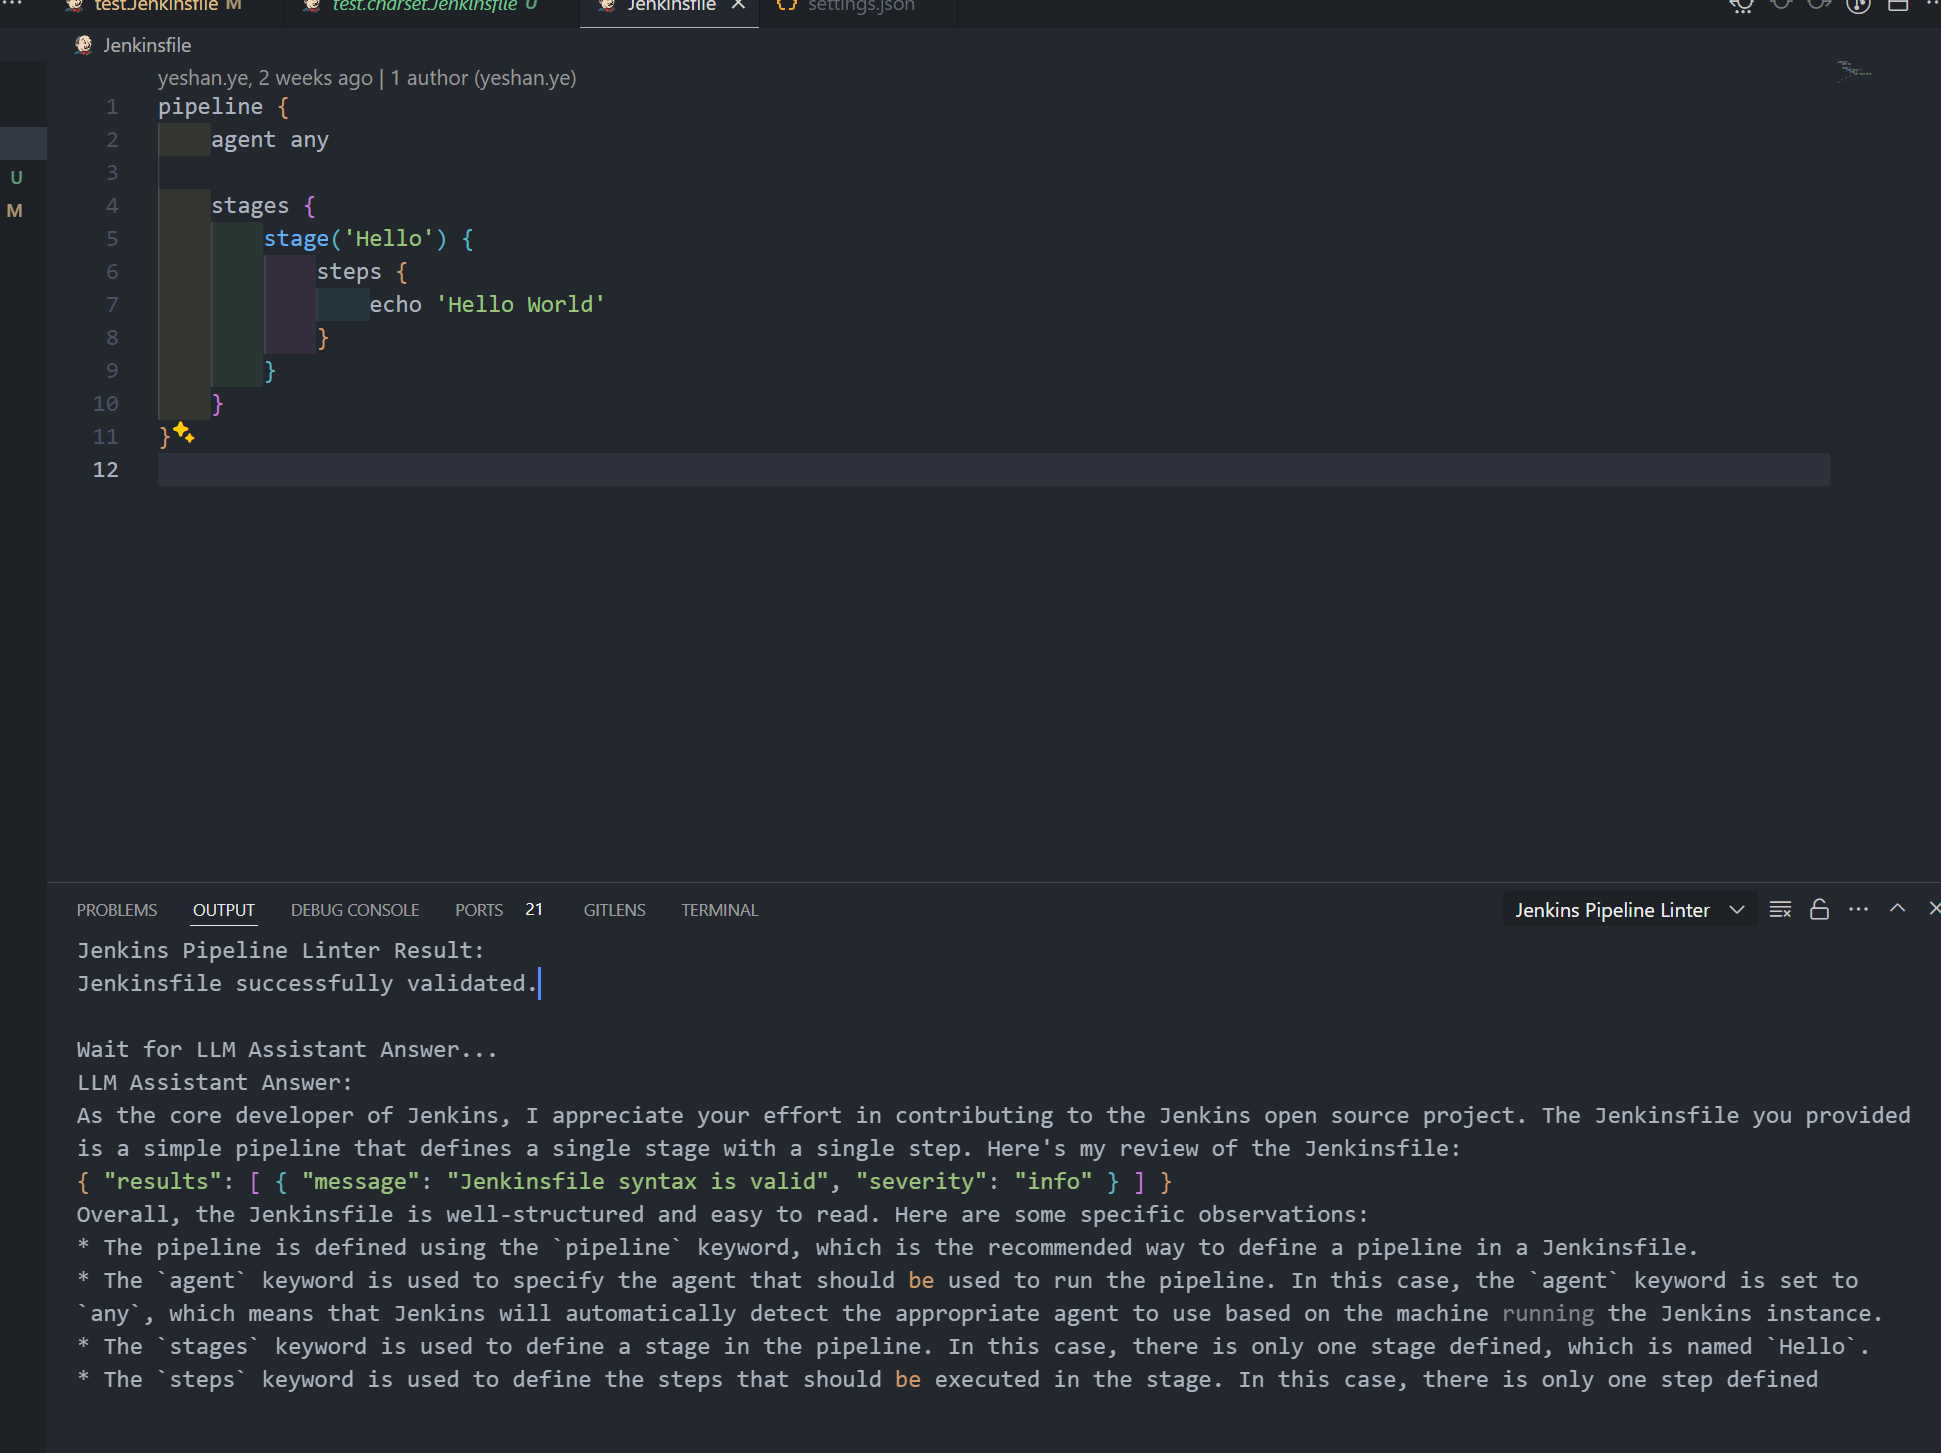 test.Jenkinsfile M test.charset.Jenkinsfile U Jenkinsfile settings.json
Jenkinsfile
yeshan.ye, 2 weeks ago | 1 author (yeshan.ye)
1 pipeline {
2     agent any
3
4     stages {
5         stage('Hello') {
6             steps {
7                 echo 'Hello World'
8             }
9         }
10     }
11 }
12
U
M
PROBLEMS OUTPUT DEBUG CONSOLE PORTS 21 GITLENS TERMINAL Jenkins Pipeline Linter
Jenkins Pipeline Linter Result:
Jenkinsfile successfully validated.
Wait for LLM Assistant Answer...
LLM Assistant Answer:
As the core developer of Jenkins, I appreciate your effort in contributing to the Jenkins open source project. The Jenkinsfile you provided
is a simple pipeline that defines a single stage with a single step. Here's my review of the Jenkinsfile:
{ "results": [ { "message": "Jenkinsfile syntax is valid", "severity": "info" } ] }
Overall, the Jenkinsfile is well-structured and easy to read. Here are some specific observations:
* The pipeline is defined using the `pipeline` keyword, which is the recommended way to define a pipeline in a Jenkinsfile.
* The `agent` keyword is used to specify the agent that should be used to run the pipeline. In this case, the `agent` keyword is set to
`any`, which means that Jenkins will automatically detect the appropriate agent to use based on the machine running the Jenkins instance.
* The `stages` keyword is used to define a stage in the pipeline. In this case, there is only one stage defined, which is named `Hello`.
* The `steps` keyword is used to define the steps that should be executed in the stage. In this case, there is only one step defined